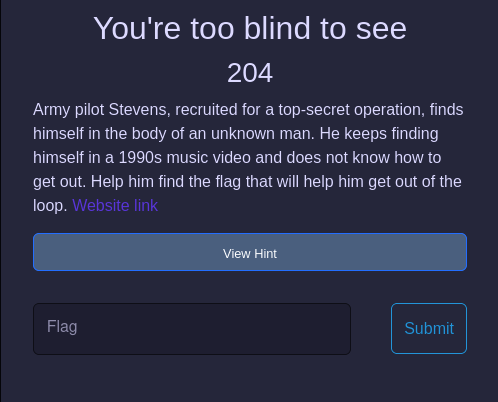 You're too blind to see
204
Army pilot Stevens, recruited for a top-secret operation, finds
himself in the body of an unknown man. He keeps finding
himself in a 1990s music video and does not know how to
get out. Help him find the flag that will help him get out of the
loop. Website link
View Hint
Flag
Submit